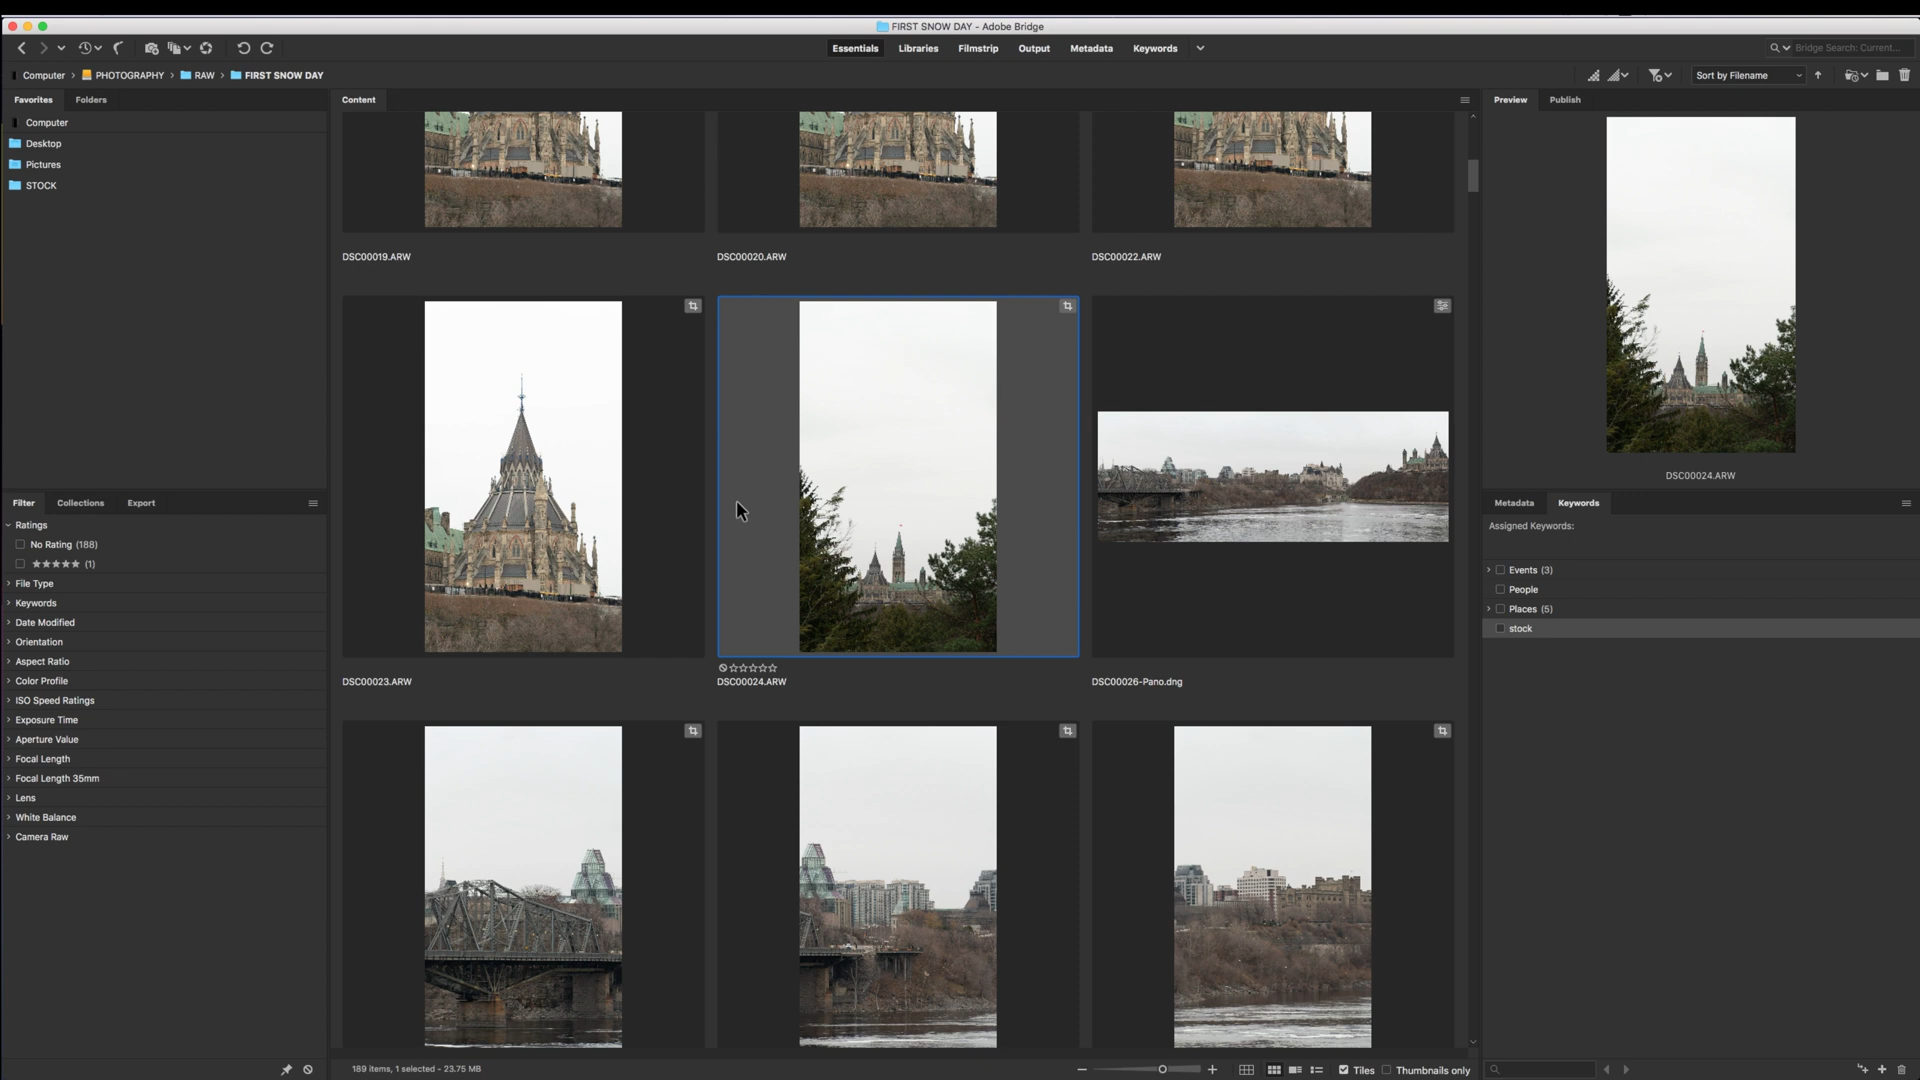 FIRST SNOW DAY - Adobe Bridge
Essentials Libraries Filmstrip Output Metadata Keywords
Bridge Search: Current...
Computer PHOTOGRAPHY RAW FIRST SNOW DAY
Sort by Filename
Favorites Folders
Content
Preview Publish
Computer
Desktop
Pictures
STOCK
DSC00019.ARW
DSC00020.ARW
DSC00022.ARW
DSC00023.ARW
DSC00024.ARW
DSC00026-Pano.dng
DSC00024.ARW
Filter Collections Export
Ratings
No Rating (188)
(1)
File Type
Keywords
Date Modified
Orientation
Aspect Ratio
Color Profile
ISO Speed Ratings
Exposure Time
Aperture Value
Focal Length
Focal Length 35mm
Lens
White Balance
Camera Raw
Metadata Keywords
Assigned Keywords:
Events (3)
People
Places (5)
stock
189 items, 1 selected - 23.75 MB
Tiles Thumbnails only